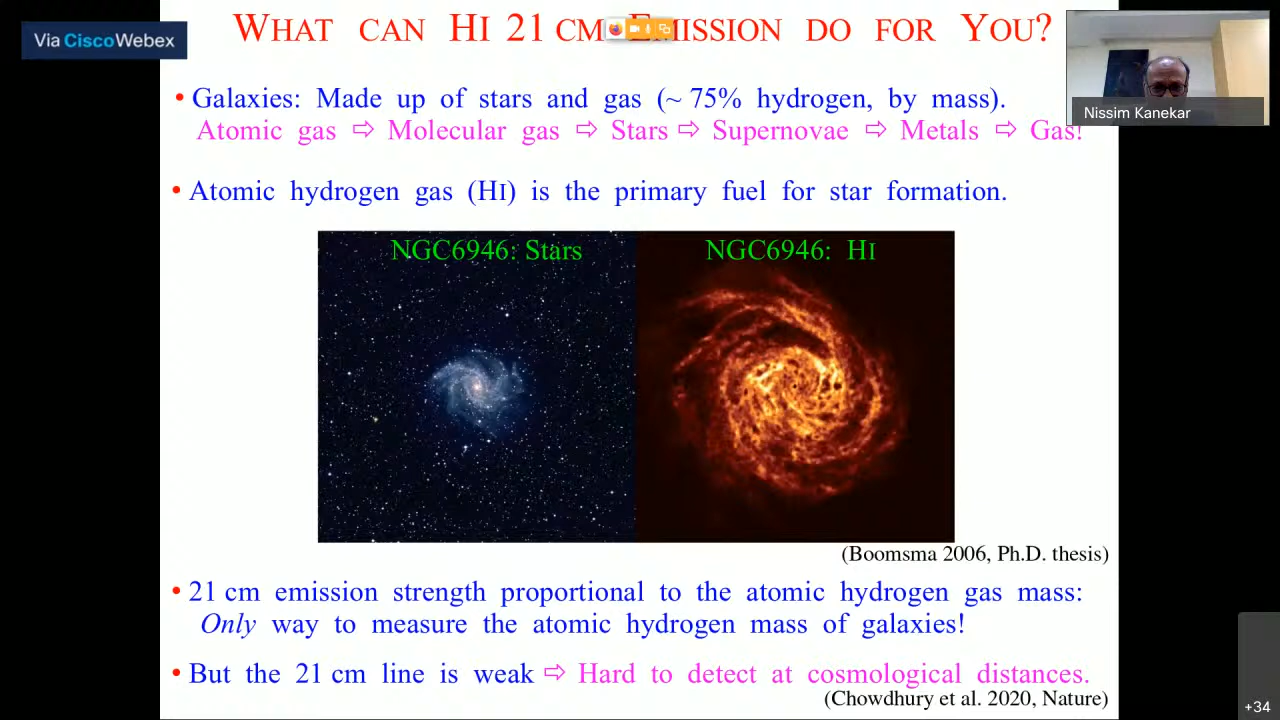 WHAT CAN HI 21 CM EMISSION DO FOR YOU?
Via Cisco Webex
Nissim Kanekar
• Galaxies: Made up of stars and gas (~ 75% hydrogen, by mass).
Atomic gas ⇨ Molecular gas ⇨ Stars ⇨ Supernovae ⇨ Metals ⇨ Gas!
• Atomic hydrogen gas (HI) is the primary fuel for star formation.
NGC6946: Stars
NGC6946: HI
(Boomsma 2006, Ph.D. thesis)
• 21 cm emission strength proportional to the atomic hydrogen gas mass:
Only way to measure the atomic hydrogen mass of galaxies!
• But the 21 cm line is weak ⇨ Hard to detect at cosmological distances.
(Chowdhury et al. 2020, Nature)
+34